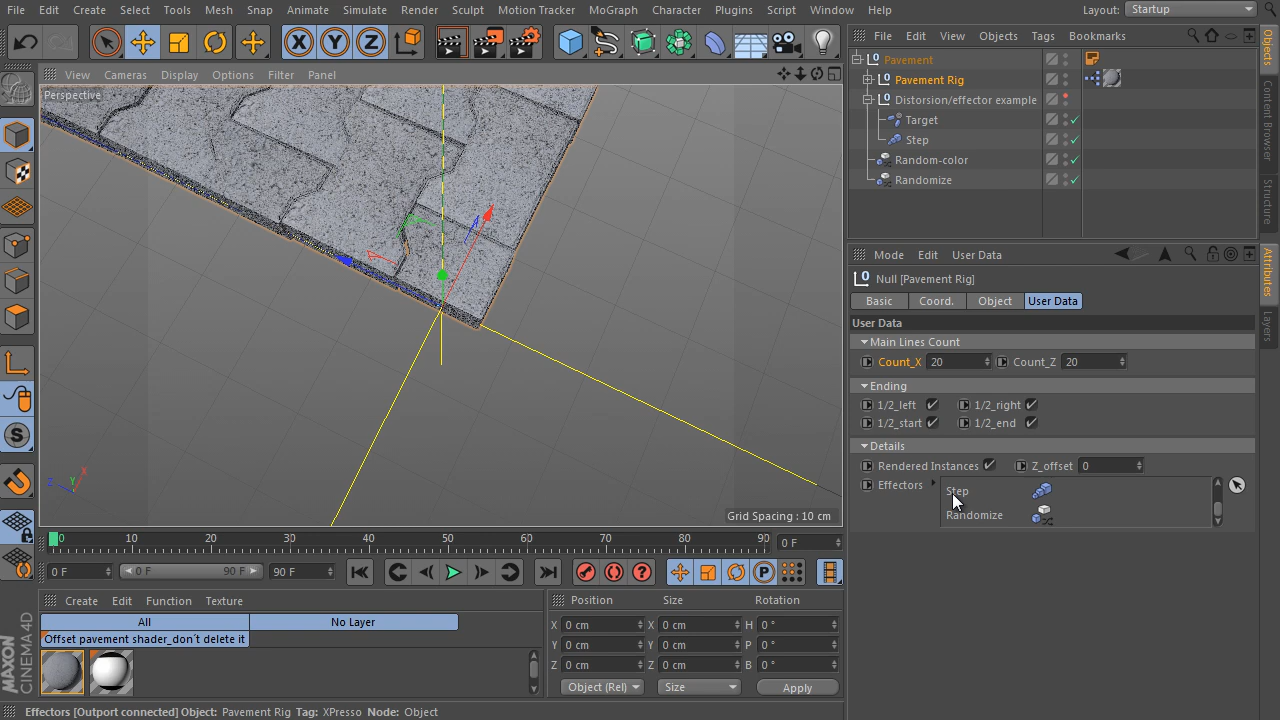 File Edit Create Select Tools Mesh Snap Animate Simulate Render Sculpt Motion Tracker MoGraph Character Plugins Script Window Help Layout: Startup
File Edit View Objects Tags Bookmarks
View Cameras Display Options Filter Panel
Perspective
Pavement
Pavement Rig
Distorsion/effector example
Target
Step
Random-color
Randomize
Objects
Content Browser
Structure
Attributes
Layers
Mode Edit User Data
Null [Pavement Rig]
Basic Coord. Object User Data
User Data
Main Lines Count
Count_X 20 Count_Z 20
Ending
1/2_left 1/2_right
1/2_start 1/2_end
Details
Rendered Instances Z_offset 0
Effectors Step
Randomize
X Y Z
Grid Spacing : 10 cm
0 10 20 30 40 50 60 70 80 90 0 F
0 F 0 F 90 F 90 F
Create Edit Function Texture
All No Layer
Offset pavement shader_don´t delete it
Position Size Rotation
X 0 cm X 0 cm H 0 °
Y 0 cm Y 0 cm P 0 °
Z 0 cm Z 0 cm B 0 °
Object (Rel) Size Apply
MAXON CINEMA 4D
Effectors [Outport connected] Object: Pavement Rig Tag: XPresso Node: Object